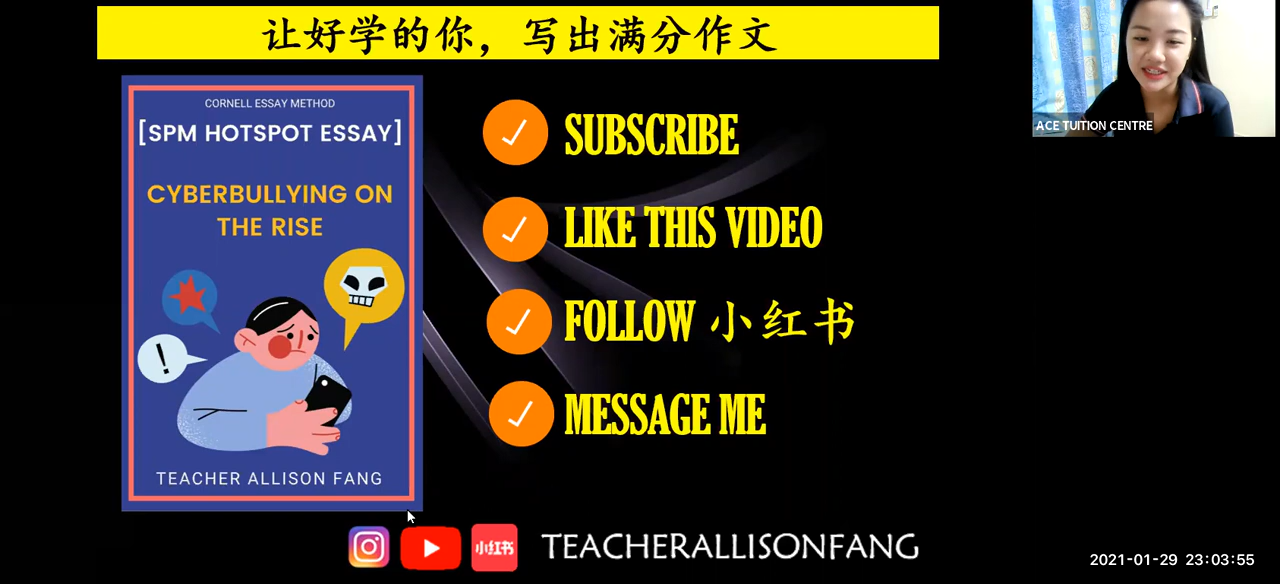 让好学的你，写出满分作文
CORNELL ESSAY METHOD
[SPM HOTSPOT ESSAY]
CYBERBULLYING ON
THE RISE
!
TEACHER ALLISON FANG
SUBSCRIBE
LIKE THIS VIDEO
FOLLOW 小红书
MESSAGE ME
ACE TUITION CENTRE
小红书
TEACHERALLISONFANG
2021-01-29 23:03:55